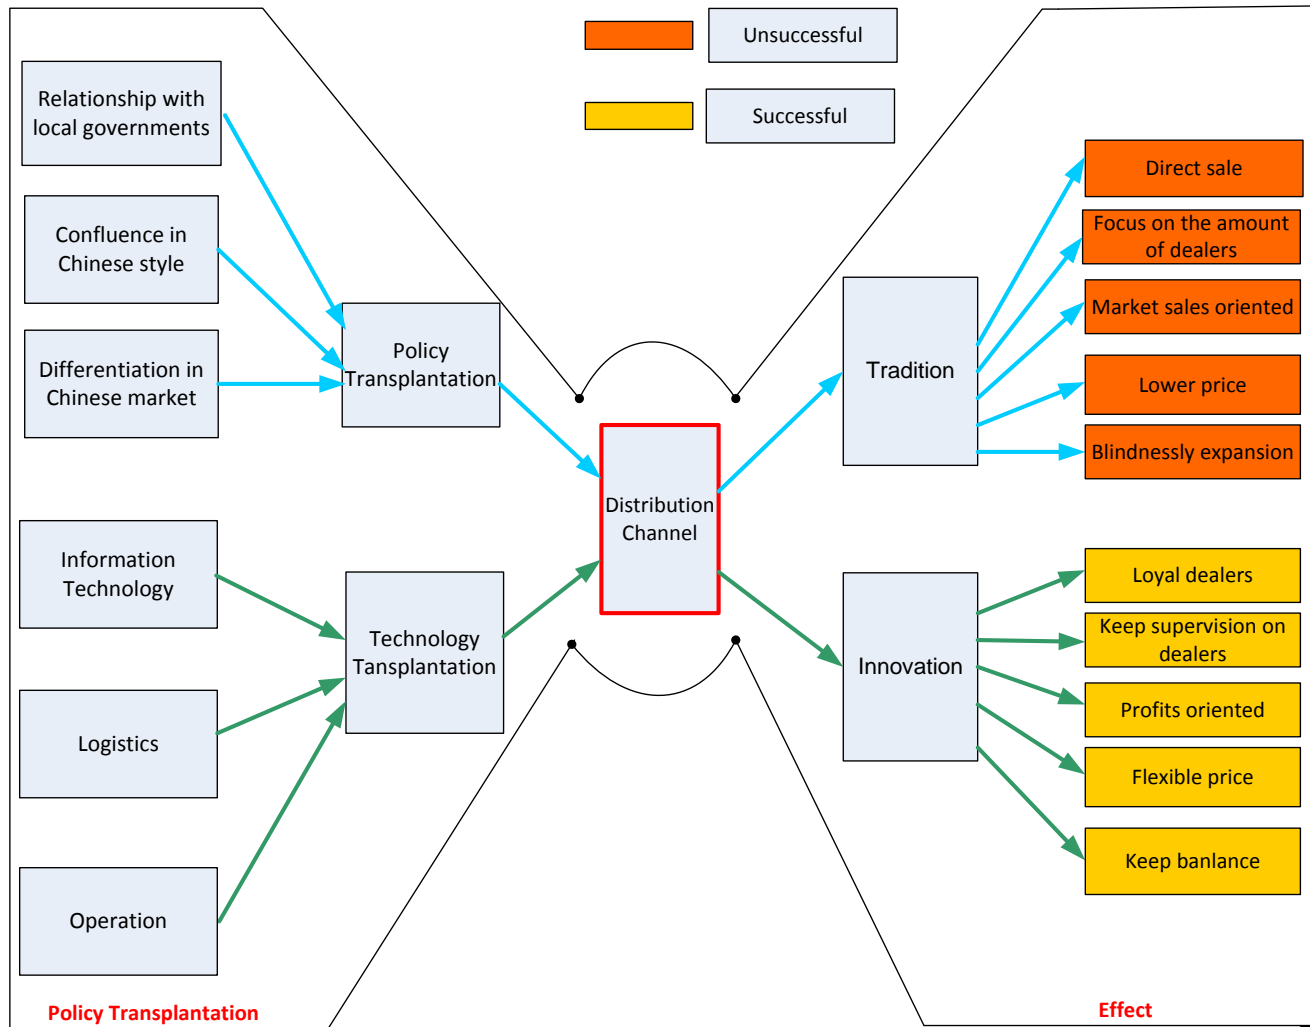 Unsuccessful
Successful
Relationship with
local governments
Confluence in
Chinese style
Differentiation in
Chinese market
Policy
Transplantation
Information
Technology
Logistics
Operation
Technology
Tansplantation
Distribution
Channel
Tradition
Innovation
Direct sale
Focus on the amount
of dealers
Market sales oriented
Lower price
Blindnessly expansion
Loyal dealers
Keep supervision on
dealers
Profits oriented
Flexible price
Keep banlance
Policy Transplantation
Effect